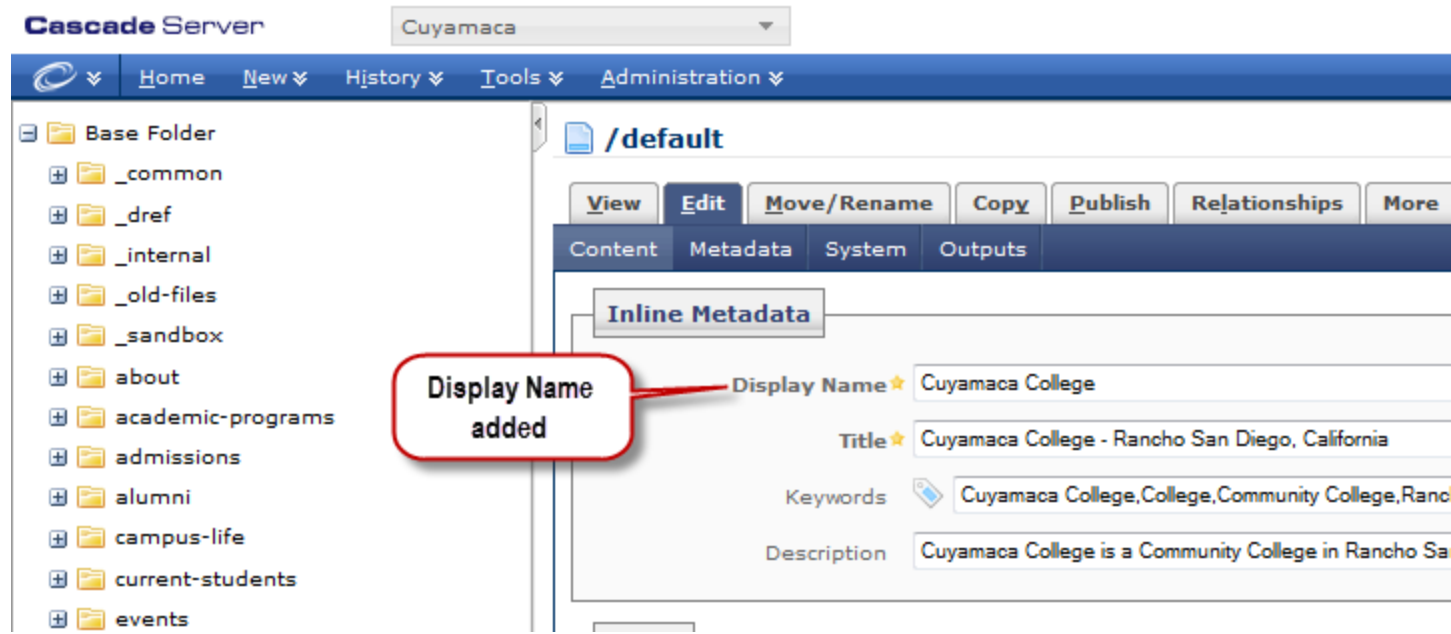 Cascade Server
Cuyamaca
Home New History Tools Administration
Base Folder
_common
_dref
_internal
_old-files
_sandbox
about
academic-programs
admissions
alumni
campus-life
current-students
events
/default
View Edit Move/Rename Copy Publish Relationships More
Content Metadata System Outputs
Inline Metadata
Display Name added
Display Name Cuyamaca College
Title Cuyamaca College - Rancho San Diego, California
Keywords Cuyamaca College,College,Community College,Ranc
Description Cuyamaca College is a Community College in Rancho Sa